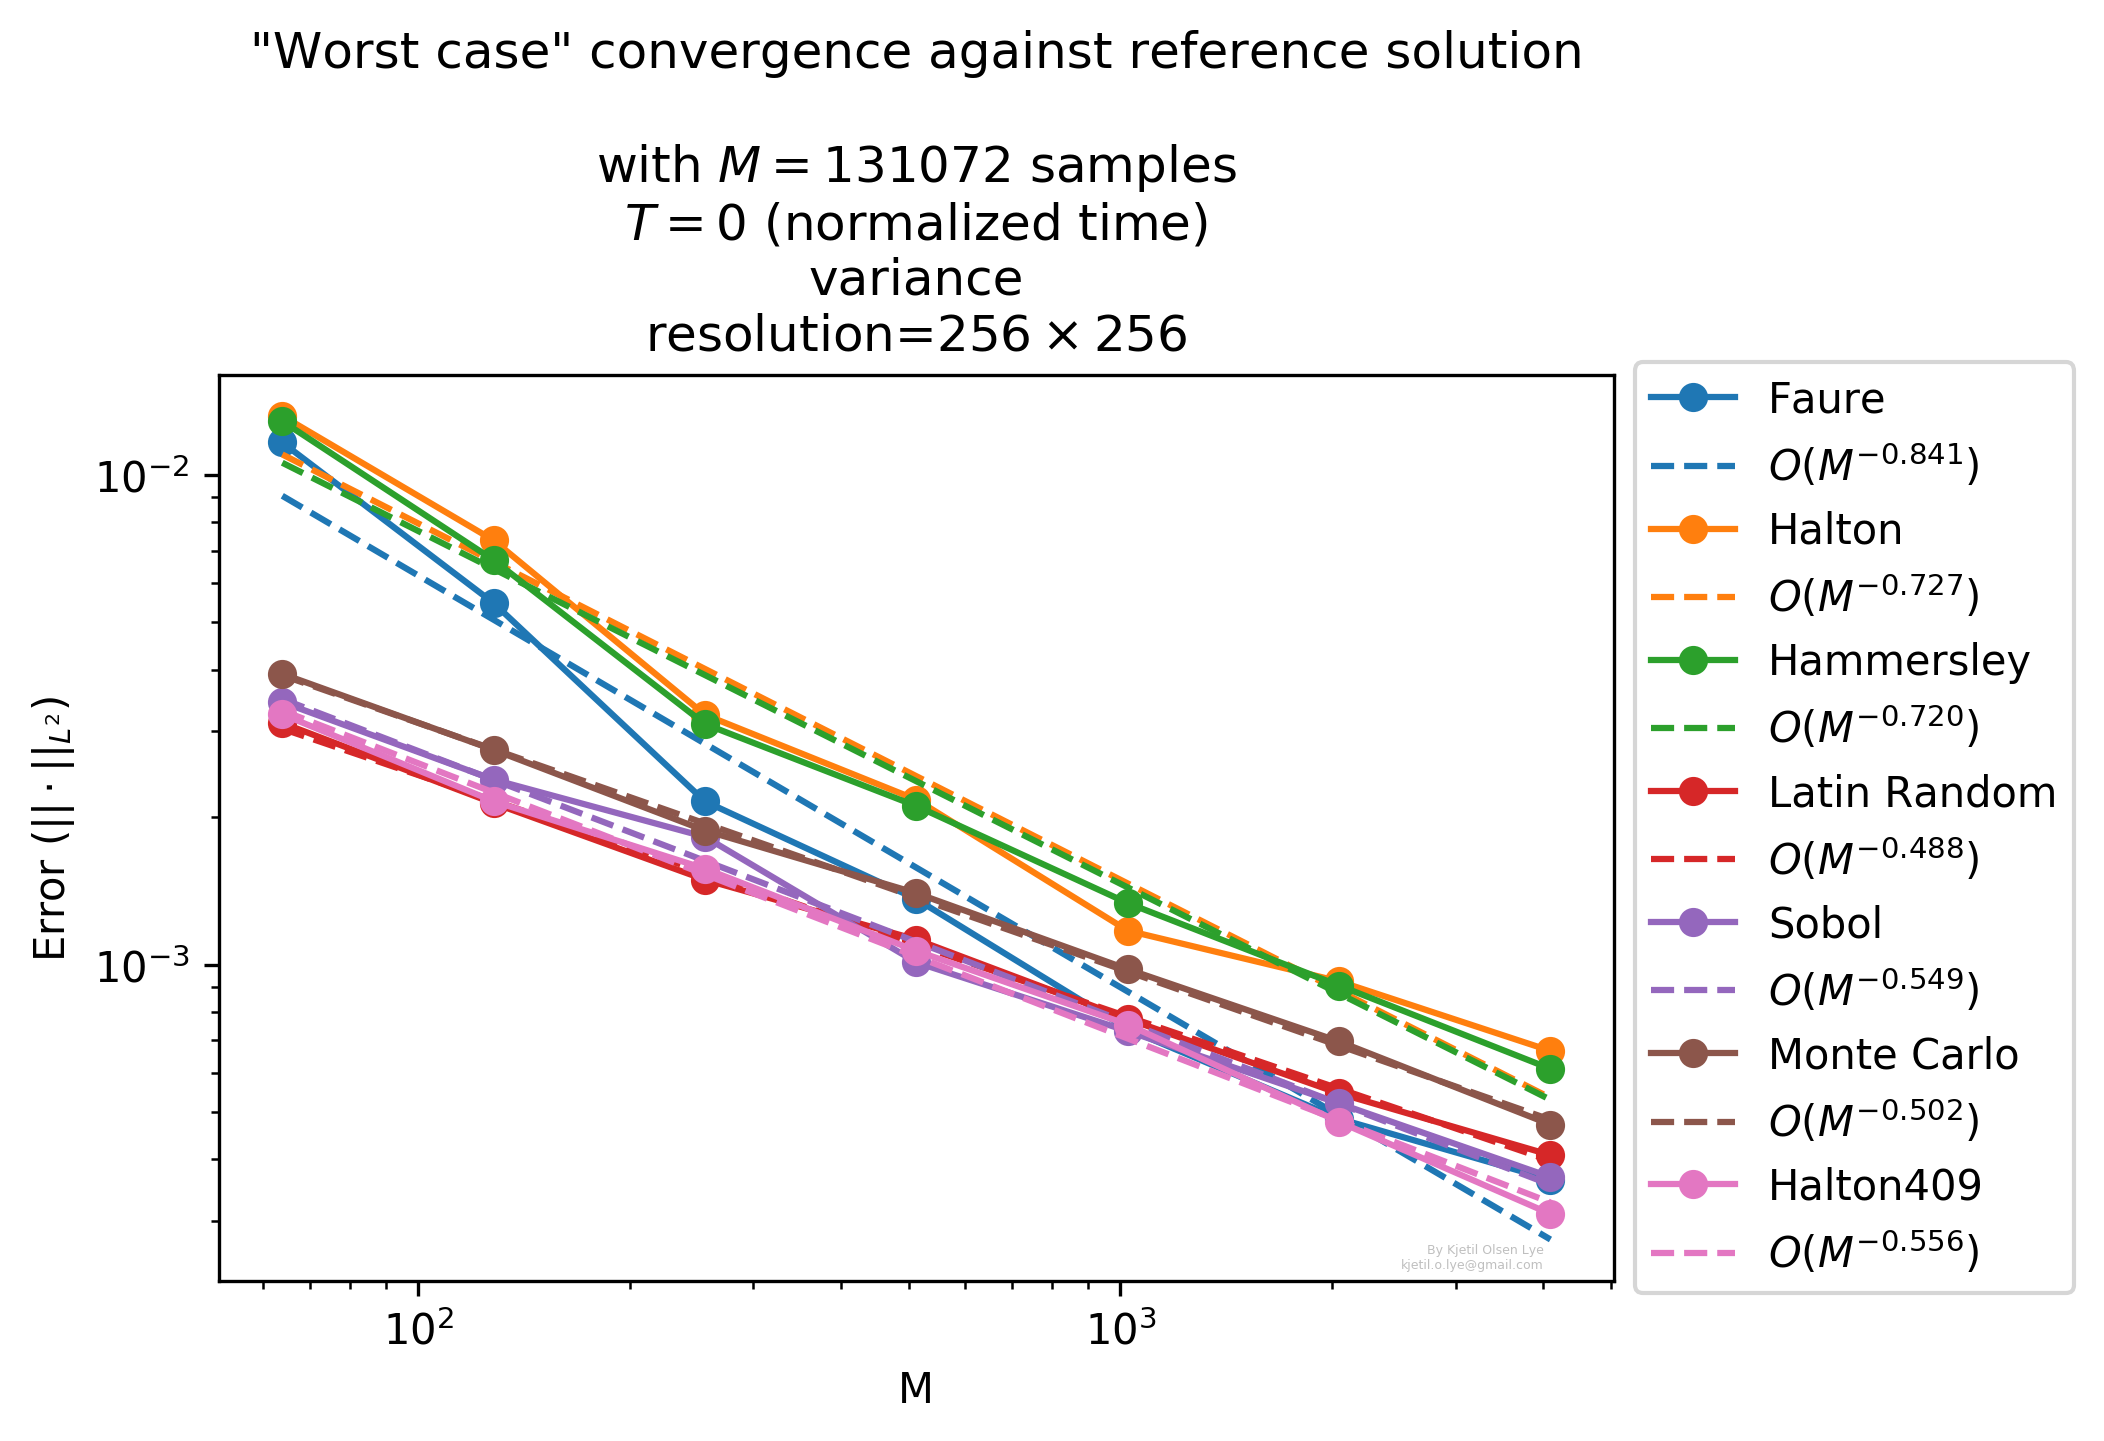 "Worst case" convergence against reference solution
with M = 131072 samples
T = 0 (normalized time)
variance
resolution=256 × 256
Error (|| · ||_{L^2})
10^{-2}
10^{-3}
10^2
10^3
M
Faure
O(M^{-0.841})
Halton
O(M^{-0.727})
Hammersley
O(M^{-0.720})
Latin Random
O(M^{-0.488})
Sobol
O(M^{-0.549})
Monte Carlo
O(M^{-0.502})
Halton409
O(M^{-0.556})
By Kjetil Olsen Lye
kjetil.o.lye@gmail.com